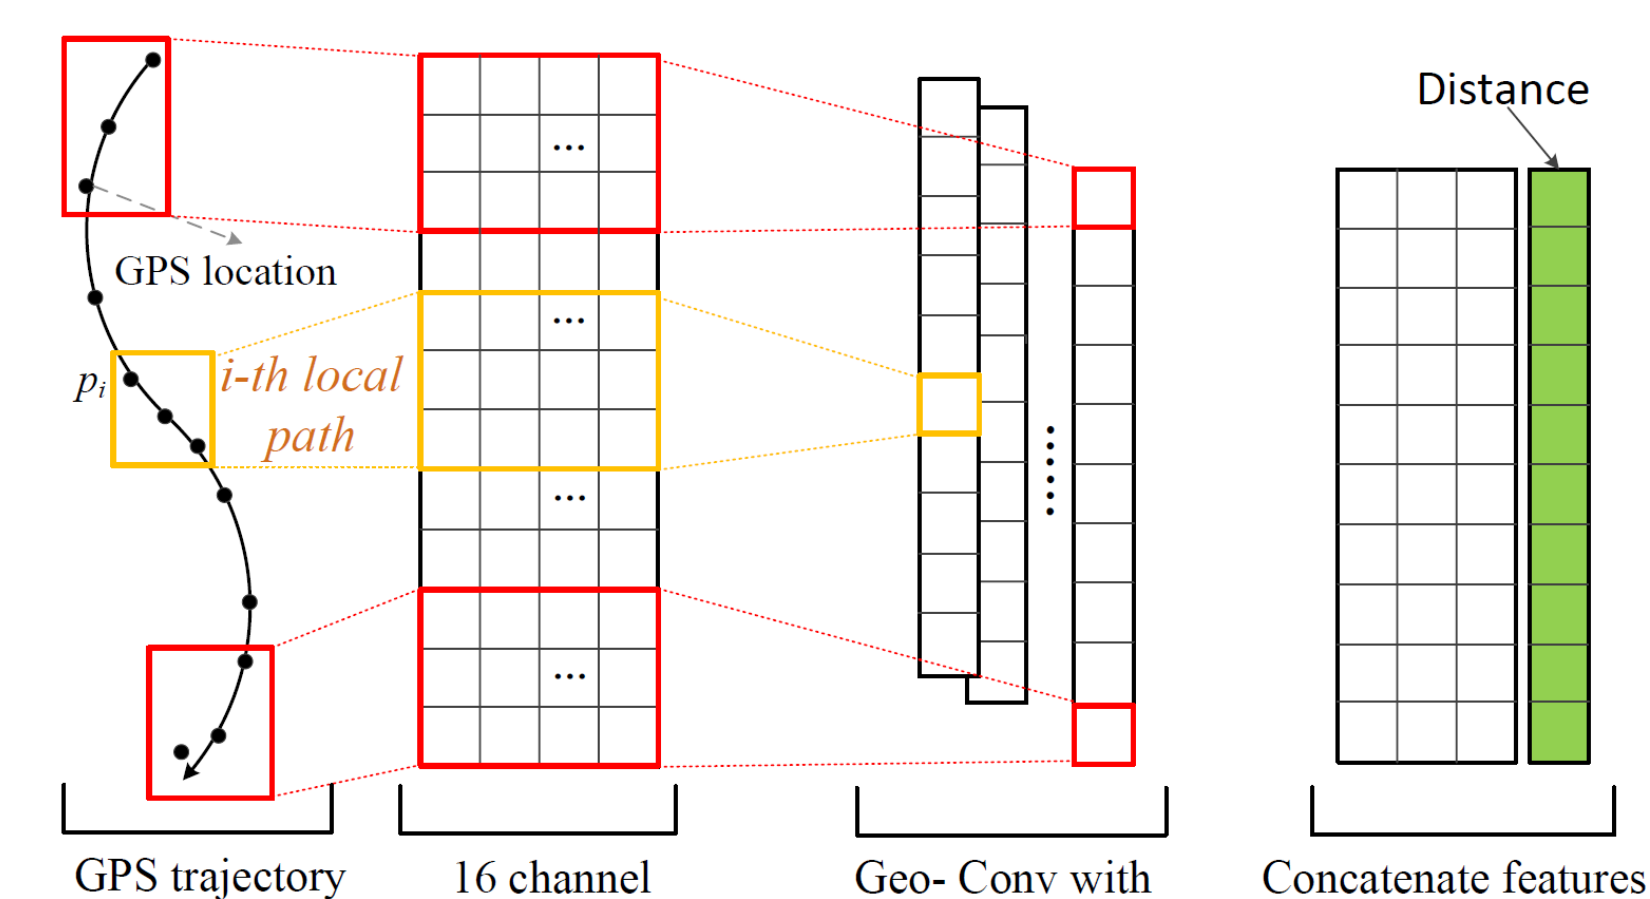 Distance
...
GPS location
...
p_i
i-th local
path
...
...
GPS trajectory
16 channel
Geo- Conv with
Concatenate features